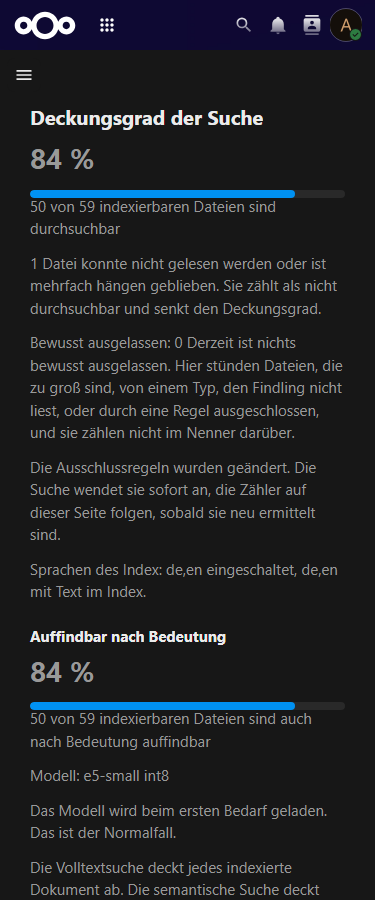 A
Deckungsgrad der Suche
84 %
50 von 59 indexierbaren Dateien sind
durchsuchbar
1 Datei konnte nicht gelesen werden oder ist
mehrfach hängen geblieben. Sie zählt als nicht
durchsuchbar und senkt den Deckungsgrad.
Bewusst ausgelassen: 0 Derzeit ist nichts
bewusst ausgelassen. Hier stünden Dateien, die
zu groß sind, von einem Typ, den Findling nicht
liest, oder durch eine Regel ausgeschlossen,
und sie zählen nicht im Nenner darüber.
Die Ausschlussregeln wurden geändert. Die
Suche wendet sie sofort an, die Zähler auf
dieser Seite folgen, sobald sie neu ermittelt
sind.
Sprachen des Index: de,en eingeschaltet, de,en
mit Text im Index.
Auffindbar nach Bedeutung
84 %
50 von 59 indexierbaren Dateien sind auch
nach Bedeutung auffindbar
Modell: e5-small int8
Das Modell wird beim ersten Bedarf geladen.
Das ist der Normalfall.
Die Volltextsuche deckt jedes indexierte
Dokument ab. Die semantische Suche deckt